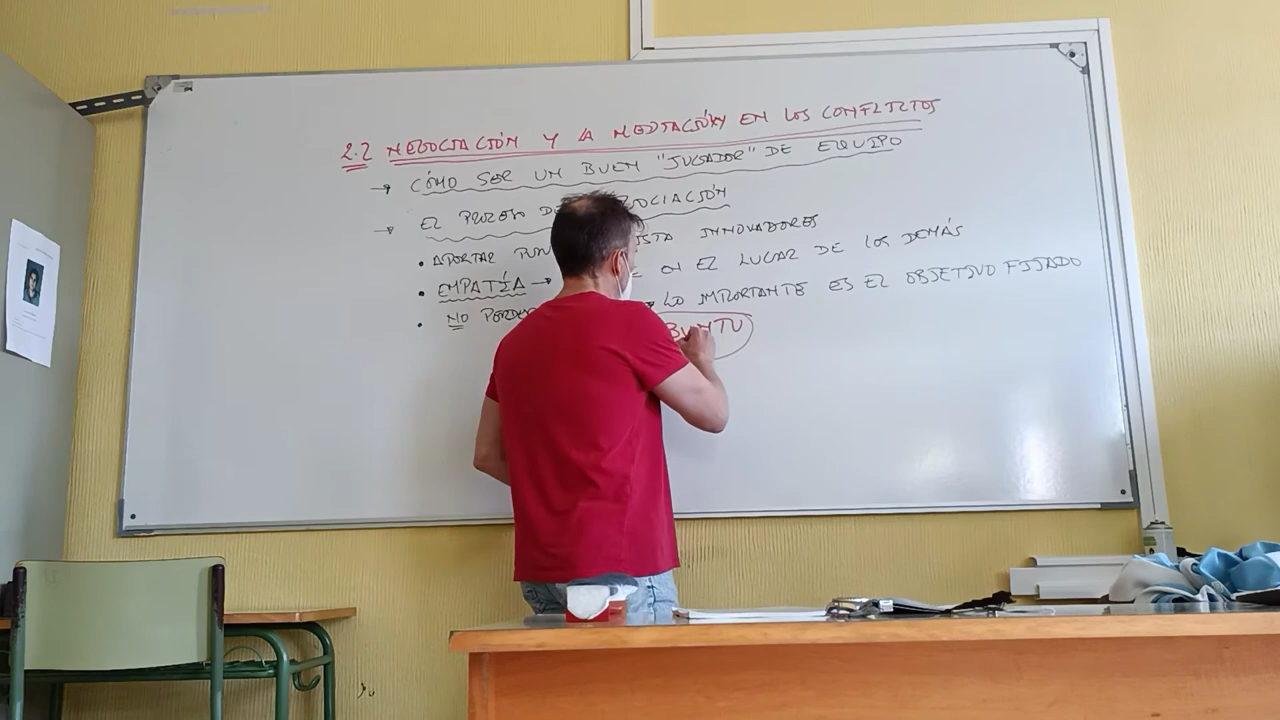 2.2 NEGOCIACIÓN Y LA MEDIACIÓN EN LOS CONFLICTOS
→ CÓMO SER UN BUEN "JUGADOR" DE EQUIPO
→ EL PROCESO DE NEGOCIACIÓN
• APORTAR INNOVADORES
• EMPATÍA → EN EL LUGAR DE LOS DEMÁS
• NO PERDER → LO IMPORTANTE ES EL OBJETIVO FIJADO